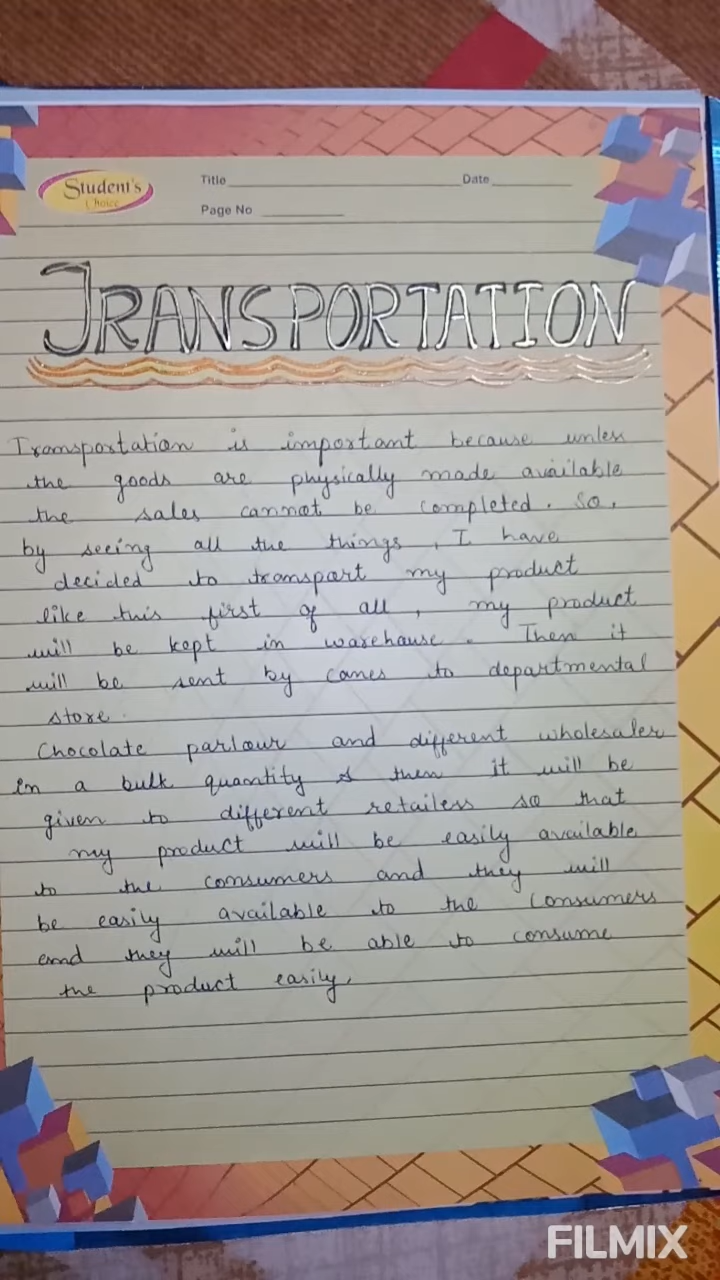 Student's
Choice
Title Date
Page No
TRANSPORTATION
Transportation is important because unless
the goods are physically made available
the sales cannot be completed. So,
by seeing all the things, I have
decided to transport my product
like this first of all, my product
will be kept in warehouse. Then it
will be sent by canes to departmental
store.
Chocolate parlour and different wholesaler
in a bulk quantity & then it will be
given to different retailess so that
my product will be easily available
to the consumers and they will
be easily available to the consumers
and they will be able to consume
the product easily.
FILMIX